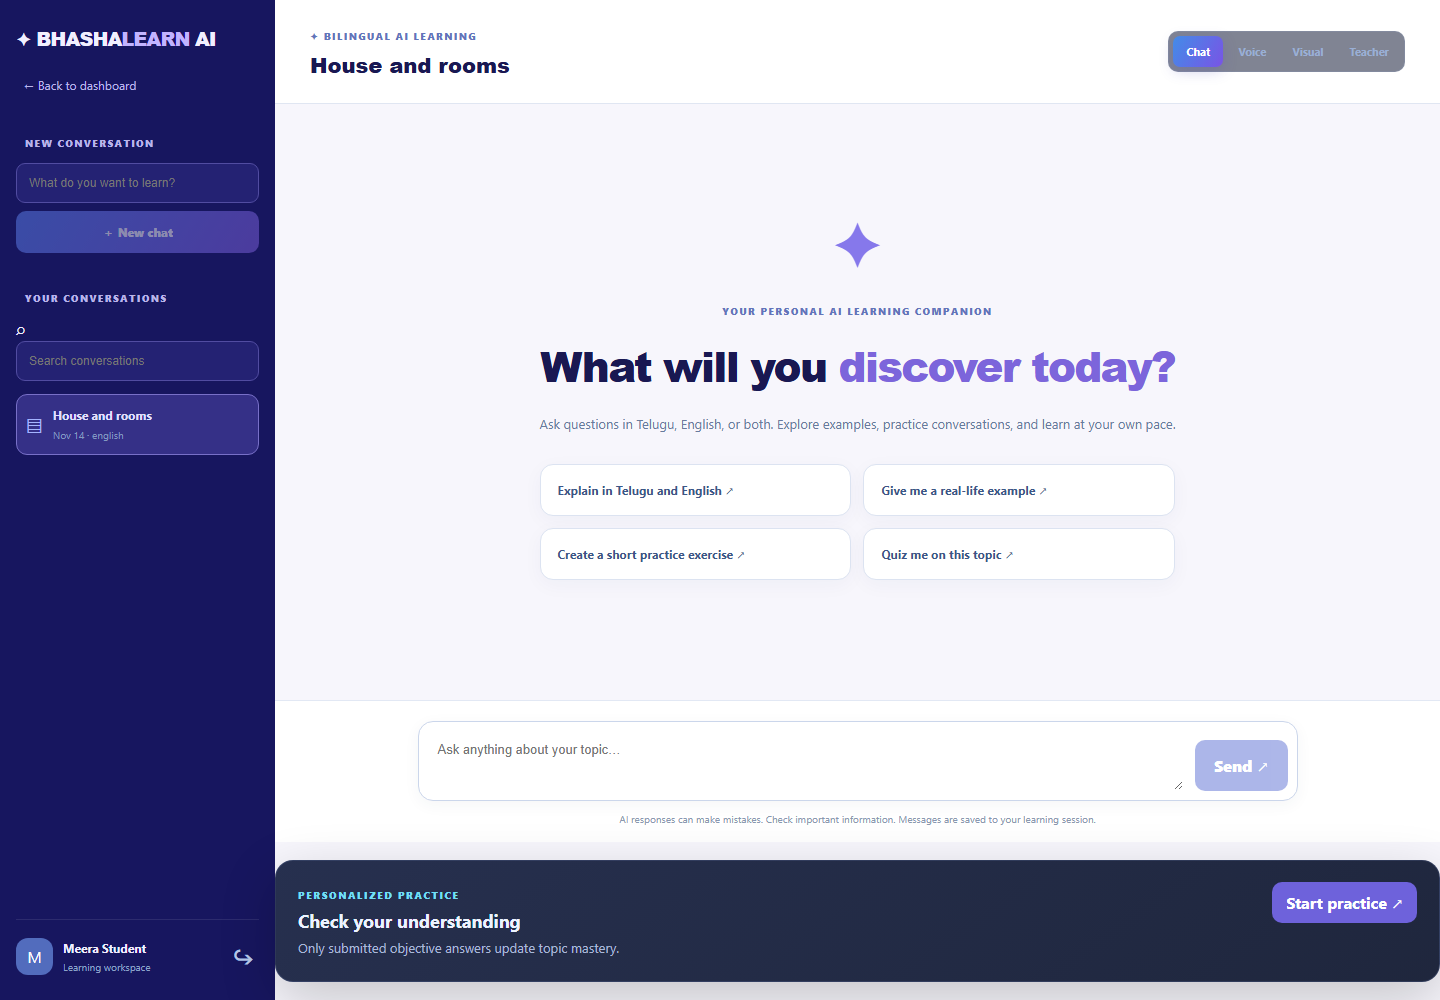 ✦ BHASHALEARN AI
← Back to dashboard
NEW CONVERSATION
What do you want to learn?
+ New chat
YOUR CONVERSATIONS
⌕
Search conversations
▤ House and rooms
Nov 14 · english
M
Meera Student
Learning workspace
↪
✦ BILINGUAL AI LEARNING
House and rooms
Chat Voice Visual Teacher
✦
YOUR PERSONAL AI LEARNING COMPANION
What will you discover today?
Ask questions in Telugu, English, or both. Explore examples, practice conversations, and learn at your own pace.
Explain in Telugu and English ↗
Give me a real-life example ↗
Create a short practice exercise ↗
Quiz me on this topic ↗
Ask anything about your topic…
Send ↗
AI responses can make mistakes. Check important information. Messages are saved to your learning session.
PERSONALIZED PRACTICE
Check your understanding
Only submitted objective answers update topic mastery.
Start practice ↗